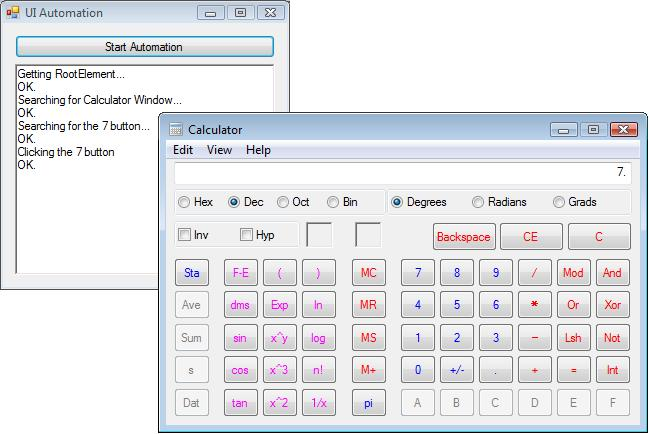 UI Automation
Start Automation
Getting RootElement...
OK.
Searching for Calculator Window...
OK.
Searching for the 7 button...
OK.
Clicking the 7 button
OK.
Calculator
Edit View Help
7.
Hex Dec Oct Bin Degrees Radians Grads
Inv Hyp Backspace CE C
Sta F-E ( ) MC 7 8 9 / Mod And
Ave dms Exp ln MR 4 5 6 * Or Xor
Sum sin x^y log MS 1 2 3 - Lsh Not
s cos x^3 n! M+ 0 +/- . + = Int
Dat tan x^2 1/x pi A B C D E F